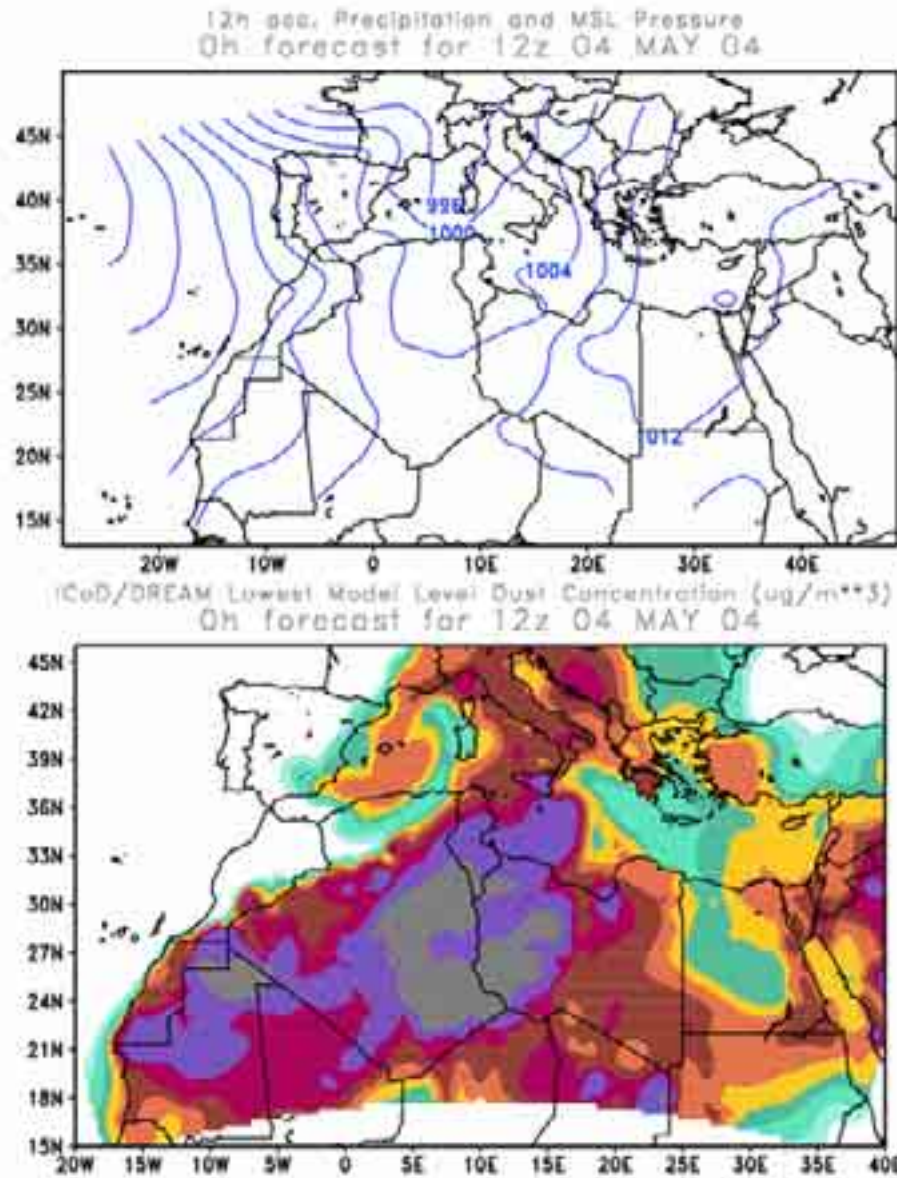 12h acc. Precipitation and MSL Pressure
0h forecast for 12z 04 MAY 04
45N
40N
35N
30N
25N
20N
15N
996
1000
1004
1012
20W 10W 0 10E 20E 30E 40E
ICoD/DREAM Lowest Model Level Dust Concentration (ug/m**3)
0h forecast for 12z 04 MAY 04
45N
42N
39N
36N
33N
30N
27N
24N
21N
18N
15N
20W 15W 10W 5W 0 5E 10E 15E 20E 25E 30E 35E 40E